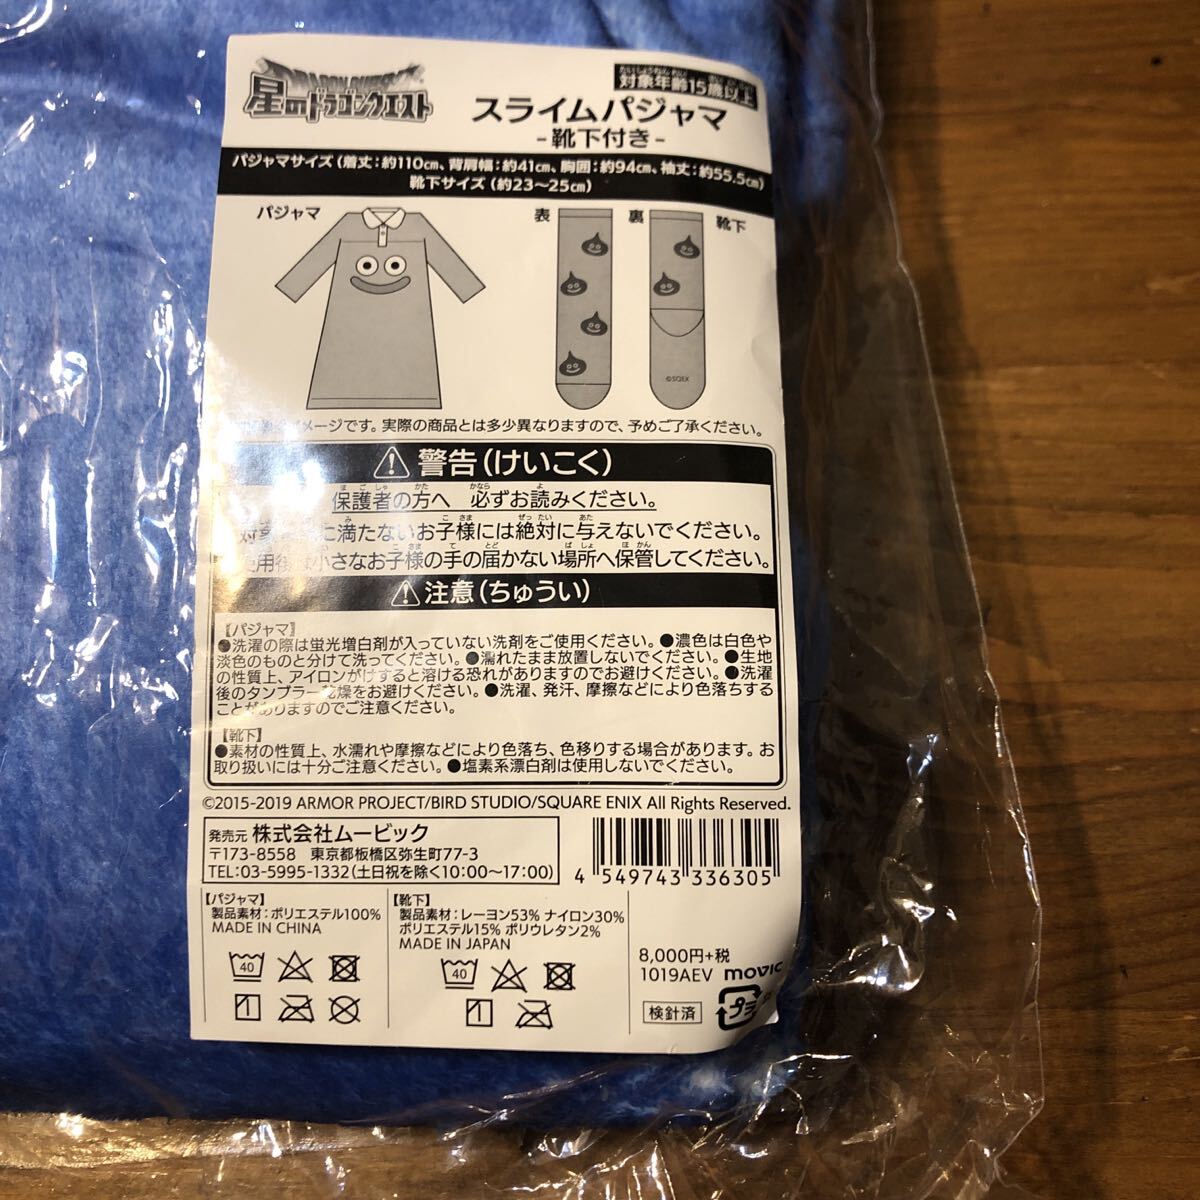 DRAGON QUEST
星のドラゴンクエスト
たいしょうねんれい さい い じょう
対象年齢15歳以上
スライムパジャマ
-靴下付き-
パジャマサイズ(着丈:約110cm、背肩幅:約41cm、胸囲:約94cm、袖丈:約55.5cm)
靴下サイズ(約23〜25cm)
パジャマ
表
裏
靴下
©SQEX
メージです。実際の商品とは多少異なりますので、予めご了承ください。
警告(けいこく)
保護者の方へ 必ずお読みください。
に満たないお子様には絶対に与えないでください。
小さなお子様の手の届かない場所へ保管してください。
注意(ちゅうい)
【パジャマ】
●洗濯の際は蛍光増白剤が入っていない洗剤をご使用ください。●濃色は白色や
淡色のものと分けて洗ってください。●濡れたまま放置しないでください。●生地
の性質上、アイロンがけすると溶ける恐れがありますのでお避けください。●洗濯
後のタンブラー乾燥をお避けください。●洗濯、発汗、摩擦などにより色落ちする
ことがありますのでご注意ください。
【靴下】
●素材の性質上、水濡れや摩擦などにより色落ち、色移りする場合があります。お
取り扱いには十分ご注意ください。●塩素系漂白剤は使用しないでください。
©2015-2019 ARMOR PROJECT/BIRD STUDIO/SQUARE ENIX All Rights Reserved.
発売元 株式会社ムービック
〒173-8558 東京都板橋区弥生町77-3
TEL:03-5995-1332(土日祝を除く10:00〜17:00)
4 549743 336305
【パジャマ】
製品素材:ポリエステル100%
MADE IN CHINA
40
【靴下】
製品素材:レーヨン53% ナイロン30%
ポリエステル15% ポリウレタン2%
MADE IN JAPAN
40
8,000円+税
1019AEV movic
検針済
プラ